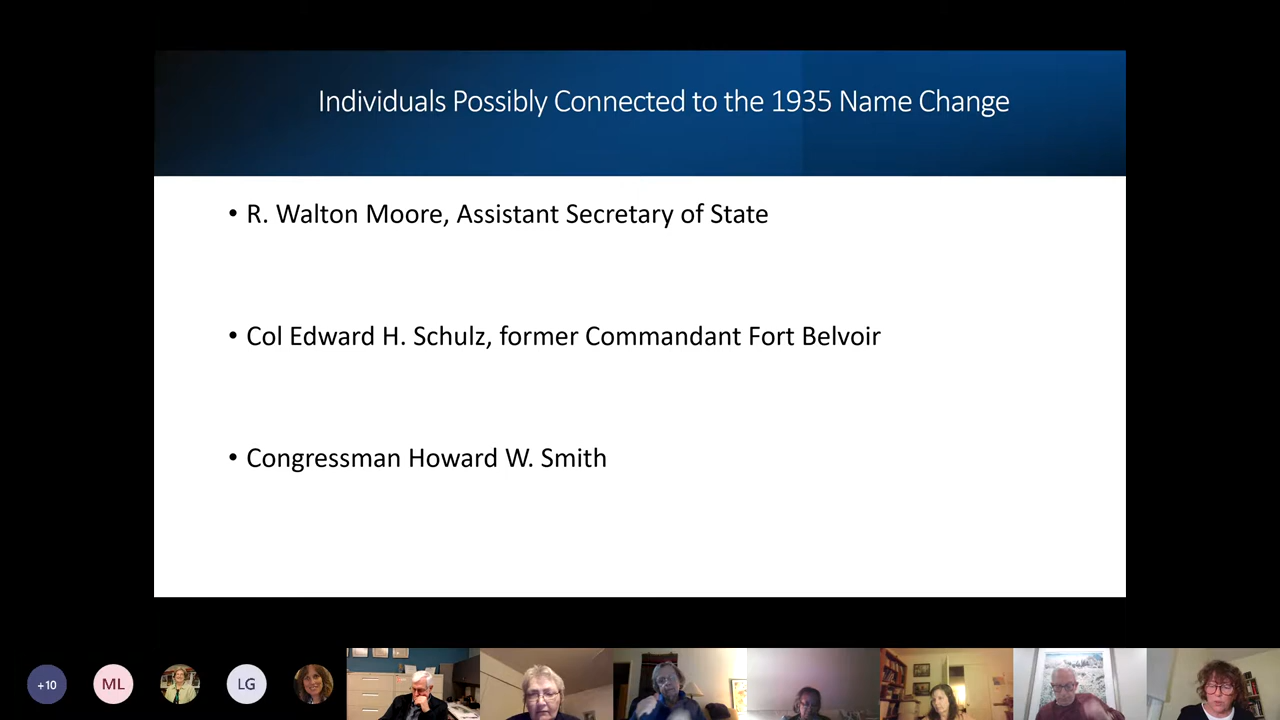 Individuals Possibly Connected to the 1935 Name Change
• R. Walton Moore, Assistant Secretary of State
• Col Edward H. Schulz, former Commandant Fort Belvoir
• Congressman Howard W. Smith
+10
ML
LG